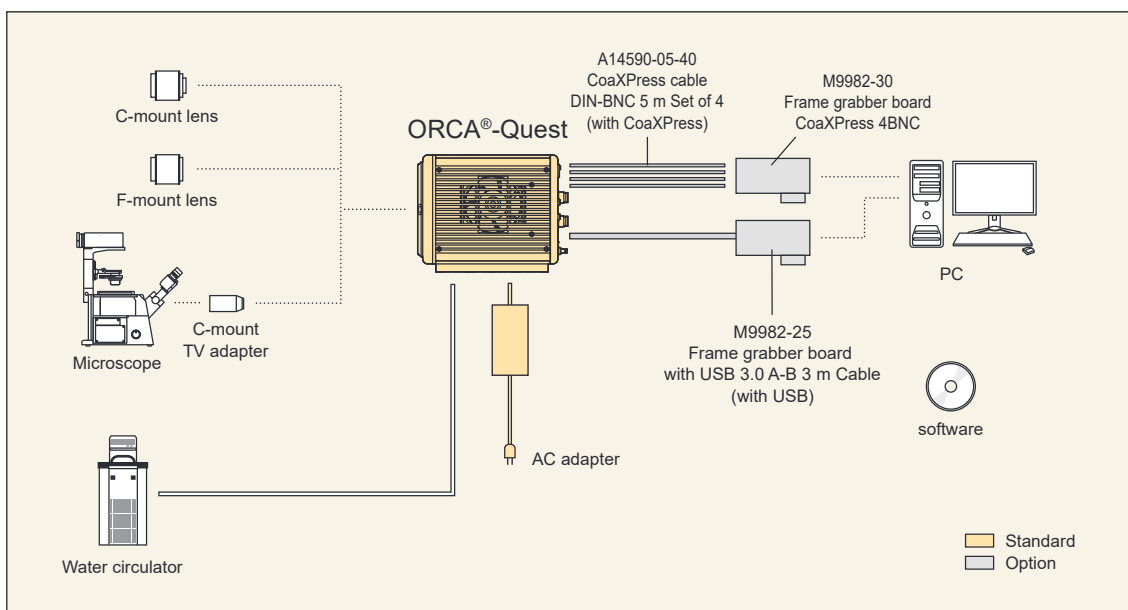 C-mount lens
F-mount lens
Microscope
C-mount
TV adapter
Water circulator
ORCA®-Quest
AC adapter
A14590-05-40
CoaXPress cable
DIN-BNC 5 m Set of 4
(with CoaXPress)
M9982-30
Frame grabber board
CoaXPress 4BNC
M9982-25
Frame grabber board
with USB 3.0 A-B 3 m Cable
(with USB)
PC
software
Standard
Option